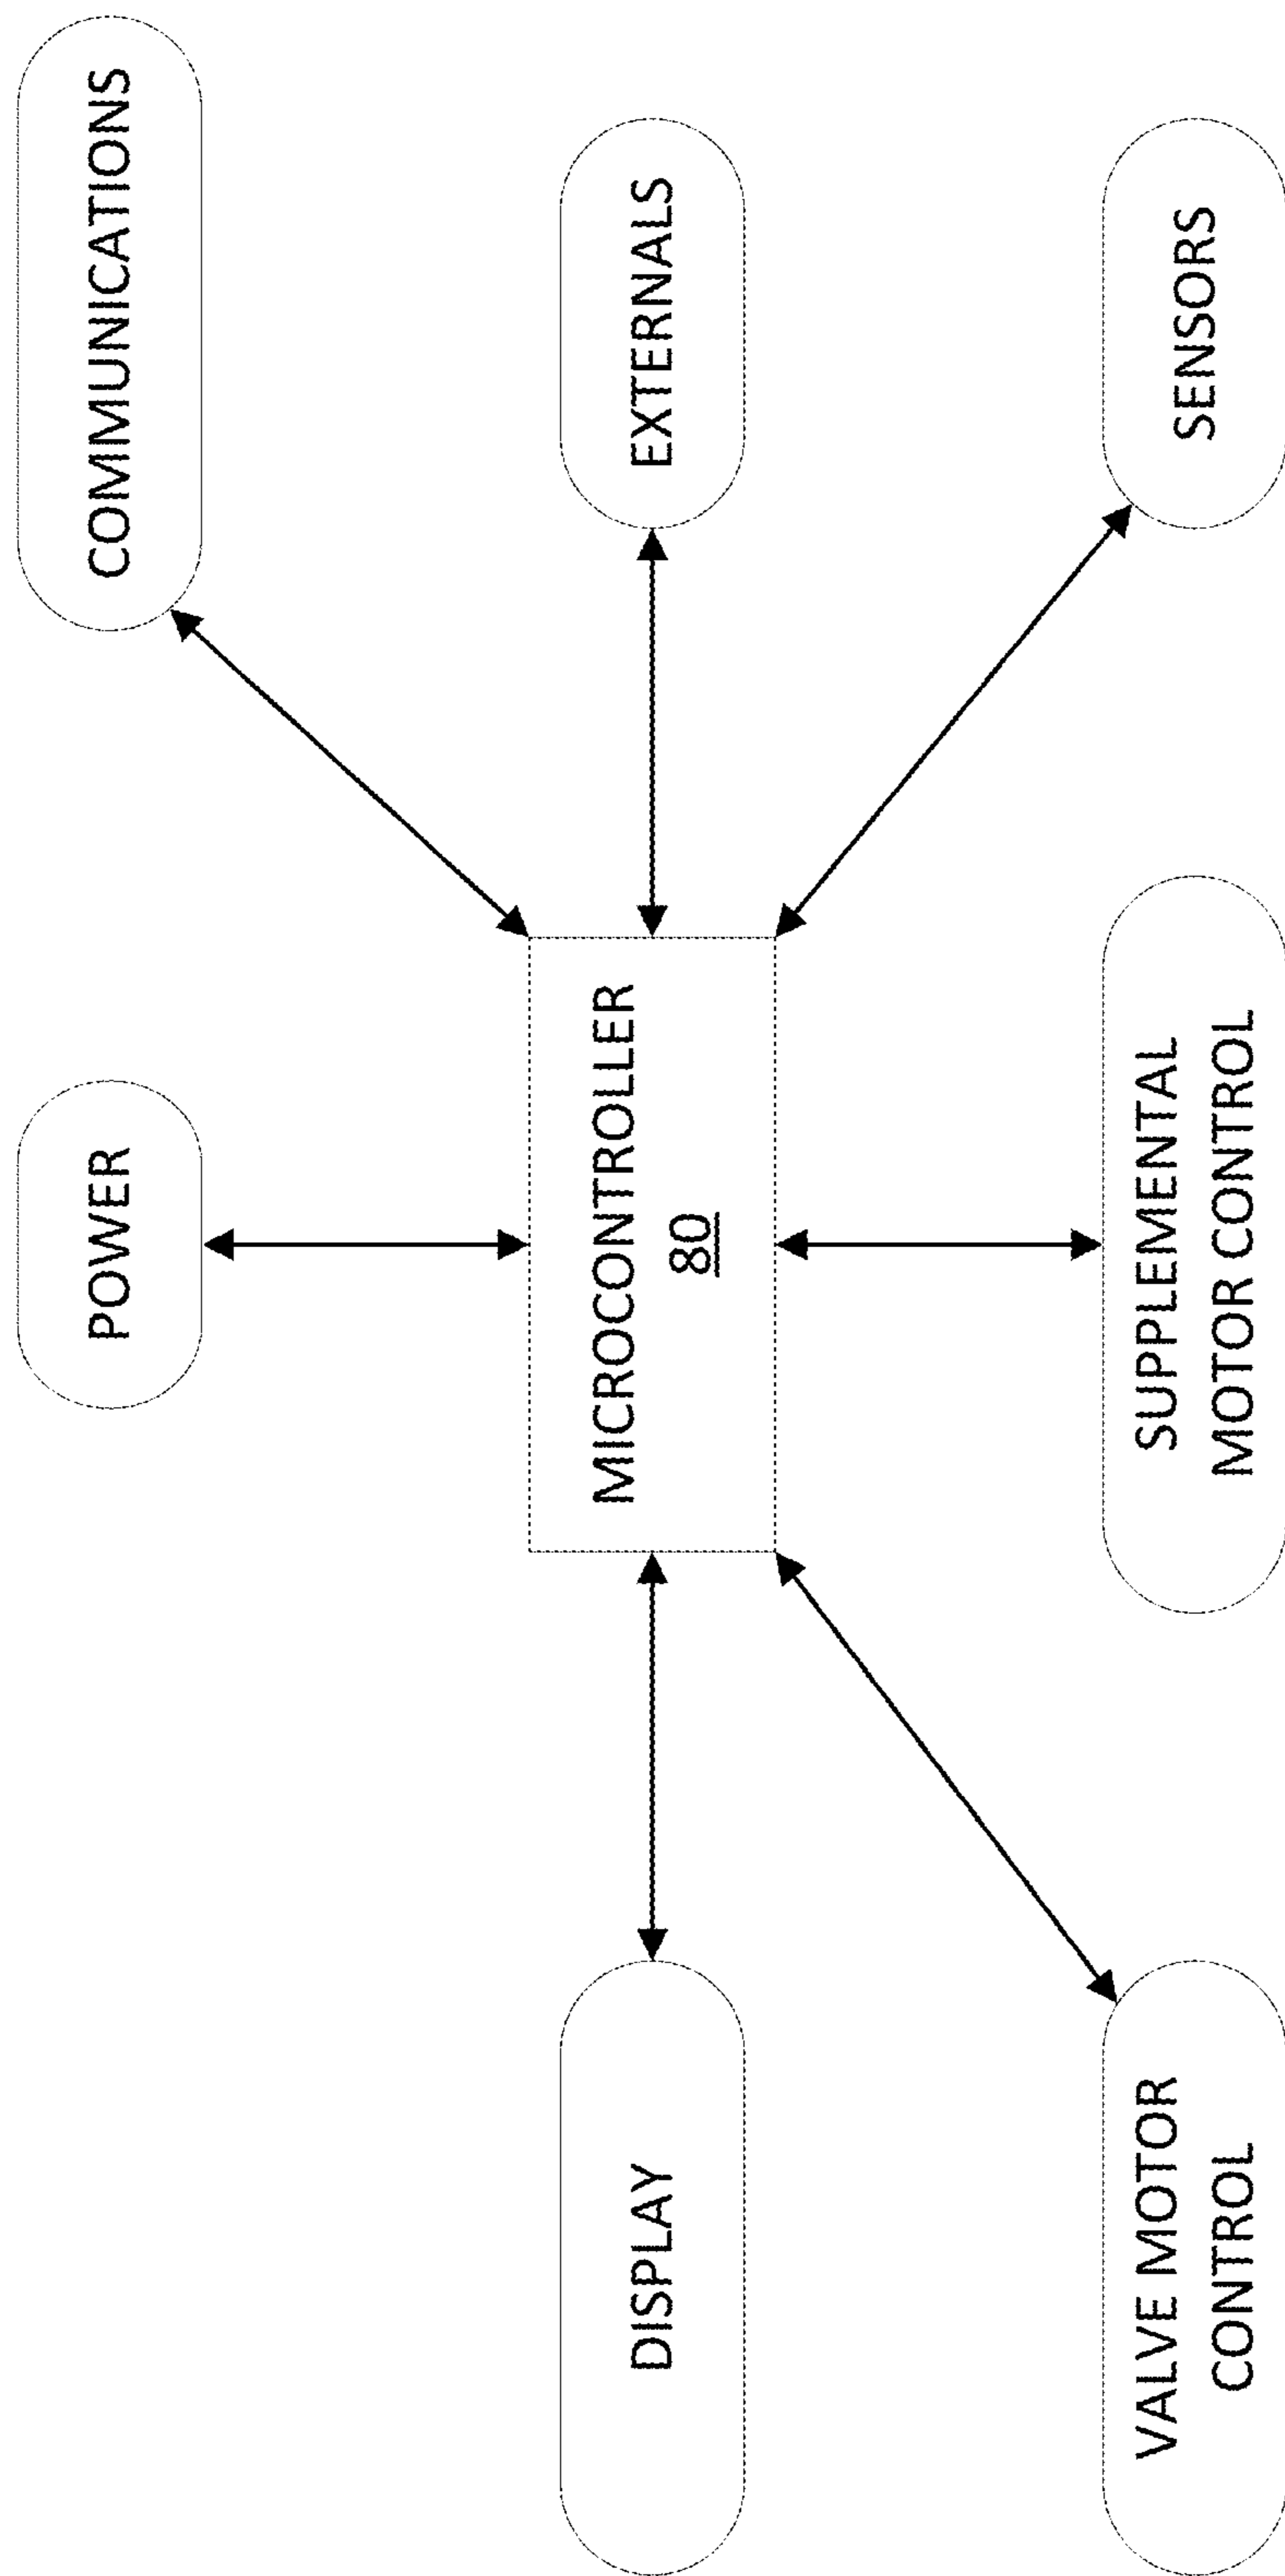 POWER
COMMUNICATIONS
DISPLAY
MICROCONTROLLER
80
EXTERNALS
VALVE MOTOR
CONTROL
SUPPLEMENTAL
MOTOR CONTROL
SENSORS